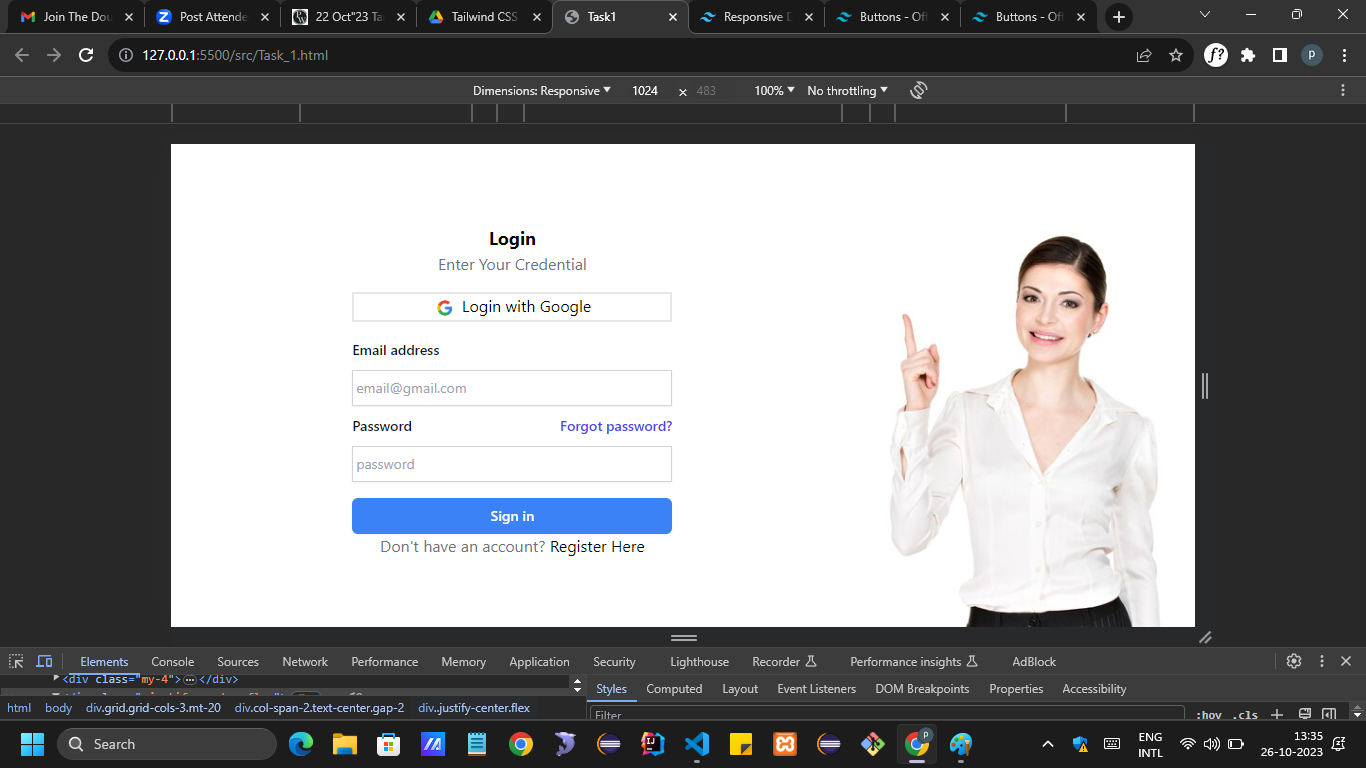 Join The Dou
Post Attende
22 Oct"23 Ta
Tailwind CSS
Task1
Responsive D
Buttons - Off
Buttons - Off
127.0.0.1:5500/src/Task_1.html
f?
p
Dimensions: Responsive
1024 × 483
100%
No throttling
Login
Enter Your Credential
Login with Google
Email address
email@gmail.com
Password Forgot password?
password
Sign in
Don't have an account? Register Here
Elements Console Sources Network Performance Memory Application Security Lighthouse Recorder Performance insights AdBlock
<div class="my-4">…</div>
Styles Computed Layout Event Listeners DOM Breakpoints Properties Accessibility
html body div.grid.grid-cols-3.mt-20 div.col-span-2.text-center.gap-2 div.justify-center.flex
Filter :hov .cls
Search
ENG
INTL
13:35
26-10-2023